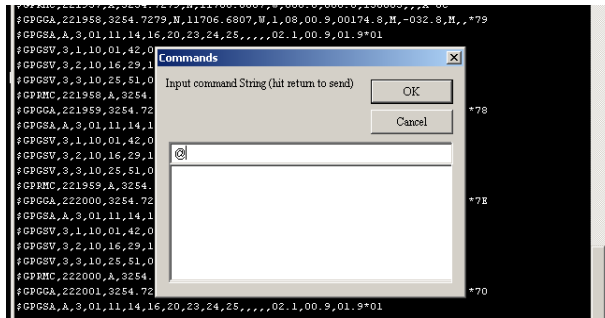 $GPGGA,221958,3254.7279,N,11706.6807,W,1,08,00.9,00174.8,M,-032.8,M,,*79
$GPGSA,A,3,01,11,14,16,20,23,24,25,,,,,02.1,00.9,01.9*01
$GPGSV,3,1,10,01,42,0
$GPGSV,3,2,10,16,29,1
$GPGSV,3,3,10,25,51,0
$GPRMC,221958,A,3254.
$GPGGA,221959,3254.72
*78
$GPGSA,A,3,01,11,14,1
$GPGSV,3,1,10,01,42,0
$GPGSV,3,2,10,16,29,1
$GPGSV,3,3,10,25,51,0
$GPRMC,221959,A,3254.
$GPGGA,222000,3254.72
*7E
$GPGSA,A,3,01,11,14,1
$GPGSV,3,1,10,01,42,0
$GPGSV,3,2,10,16,29,1
$GPGSV,3,3,10,25,51,0
$GPRMC,222000,A,3254.
$GPGGA,222001,3254.72
*70
$GPGSA,A,3,01,11,14,16,20,23,24,25,,,,,02.1,00.9,01.9*01
Commands
Input command String (hit return to send)
OK
Cancel
@